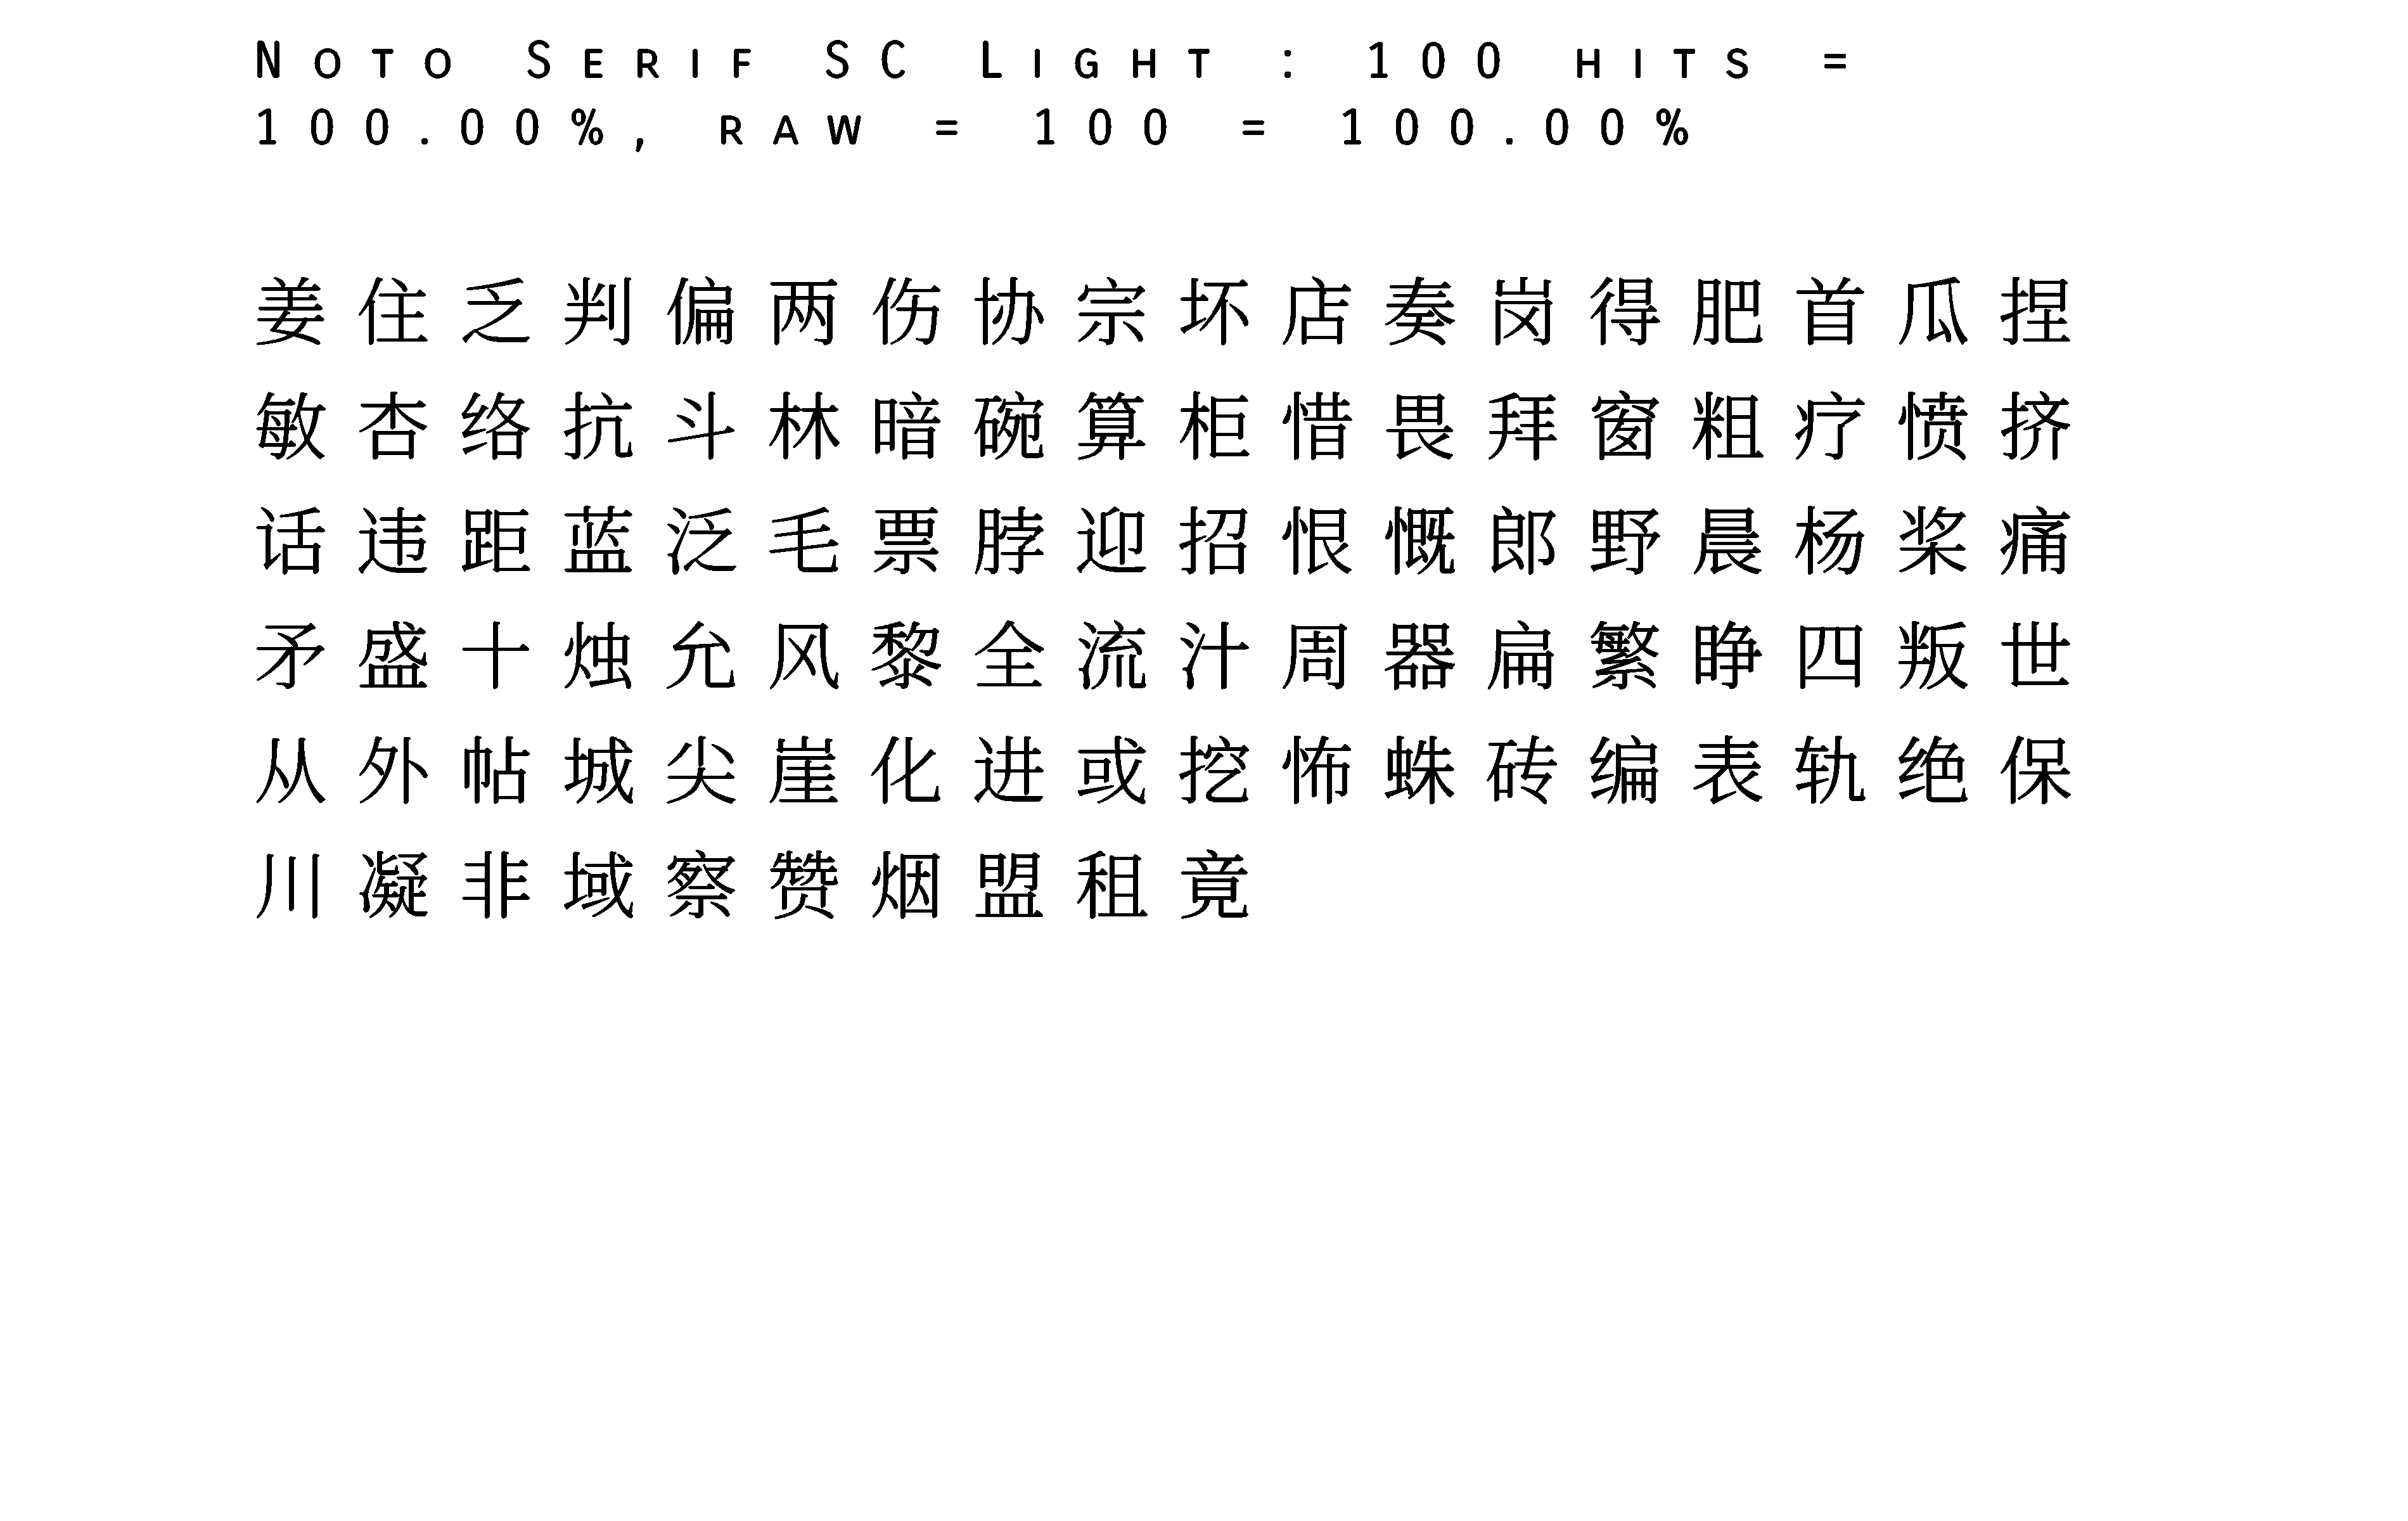 Noto Serif SC Light : 100 hits =
100.00%, raw = 100 = 100.00%
姜住乏判偏两伤协宗坏店奏岗得肥首瓜捏
敏杏络抗斗林暗碗算柜惜畏拜窗粗疗愤挤
话违距蓝泛毛票脖迎招恨慨郎野晨杨桨痛
矛盛十烛允风黎全流汁周器扁繁睁四叛世
从外帖城尖崖化进或挖怖蛛砖编表轨绝保
川凝非域察赞烟盟租竟